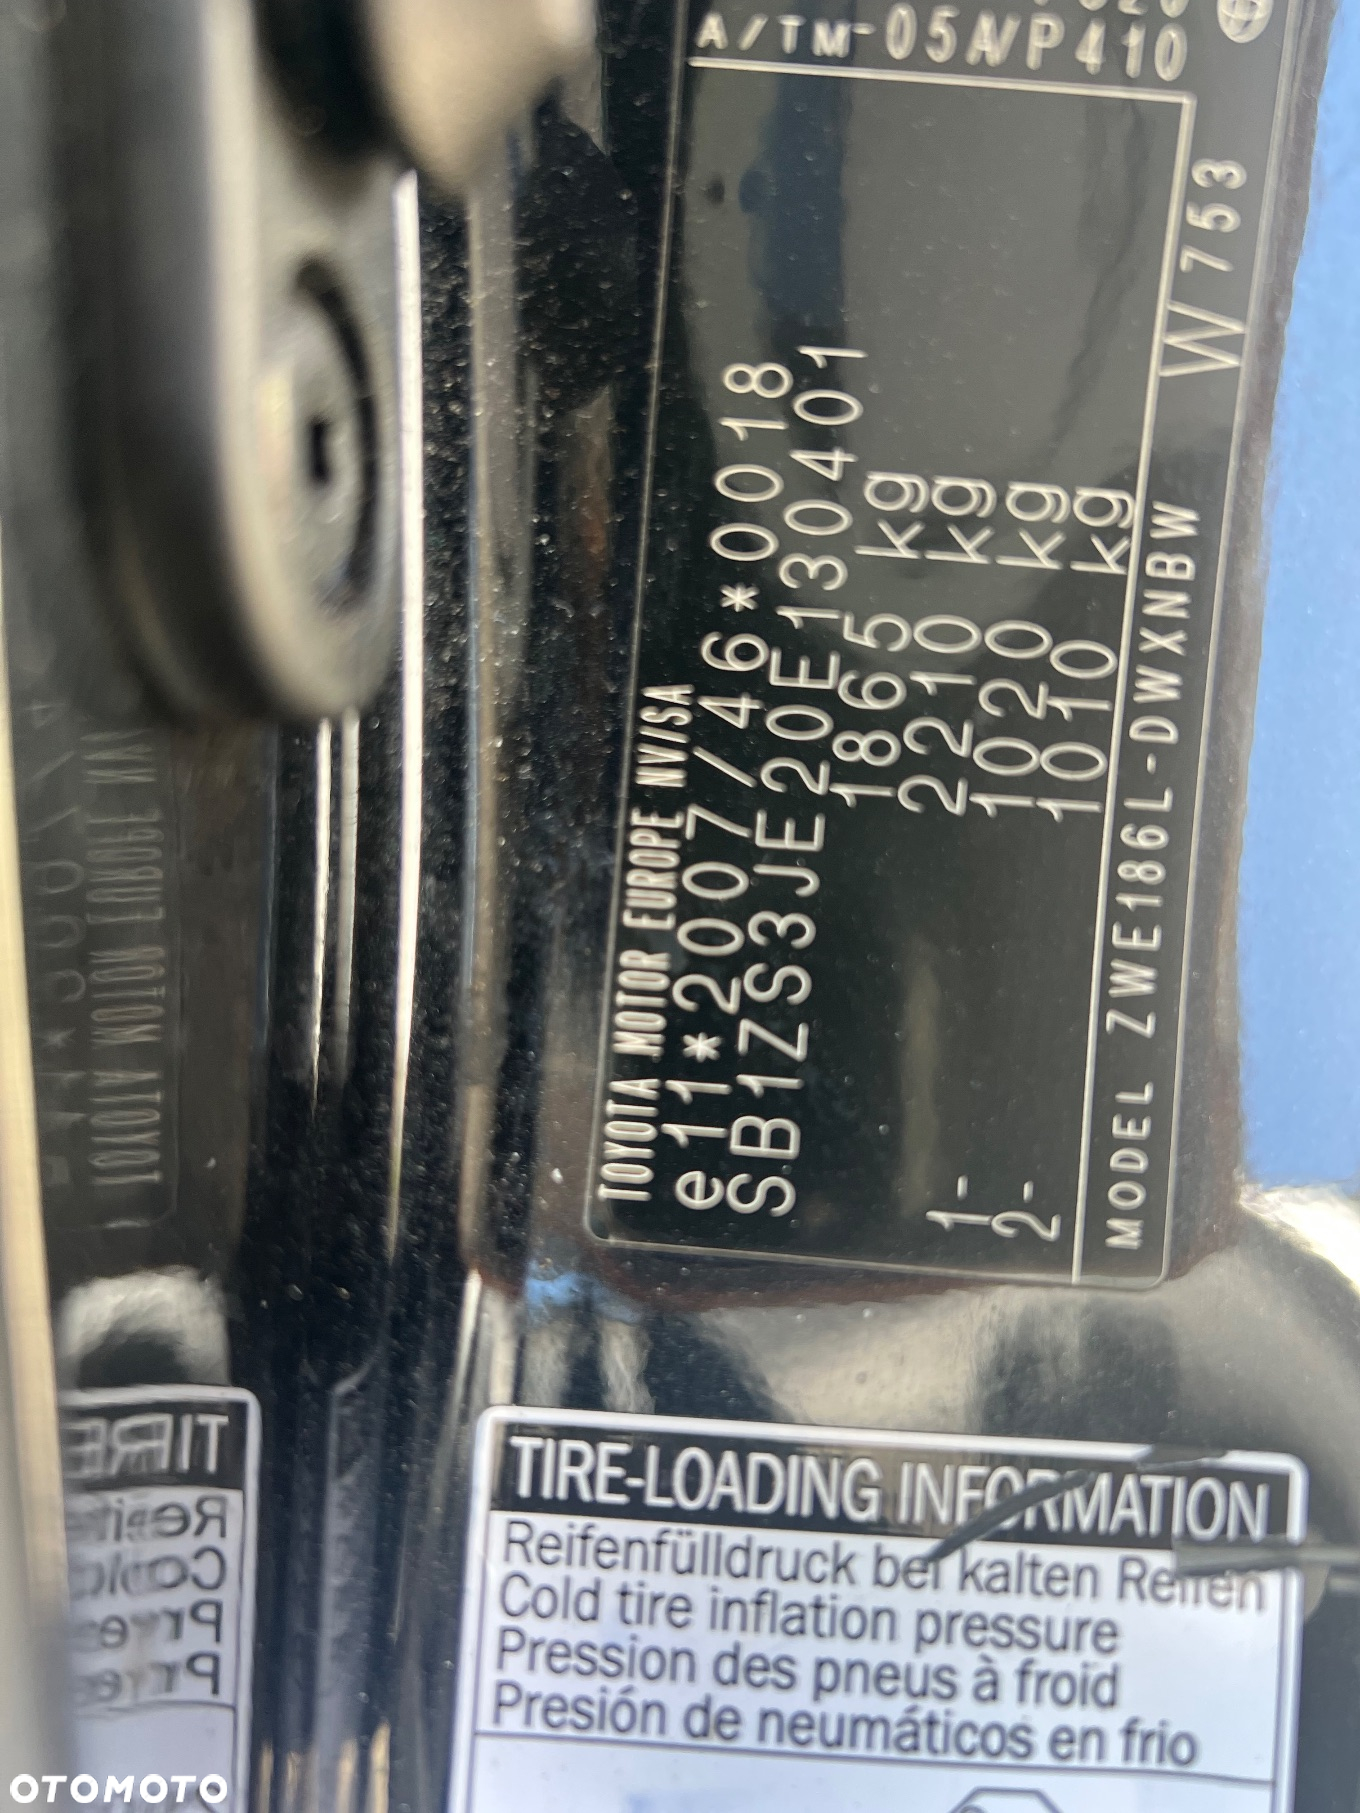 TOYOTA MOTOR EUROPE NV/SA
e11*2007/46*0018
SB1ZS3JE20E130401
1865 kg
2210 kg
1- 1020 kg
2- 1010 kg
MODEL ZWE186L-DWXNBW
W753
A/TM -05A/P410
TIRE-LOADING INFORMATION
Reifenfülldruck bei kalten Reifen
Cold tire inflation pressure
Pression des pneus à froid
Presión de neumáticos en frio
OTOMOTO